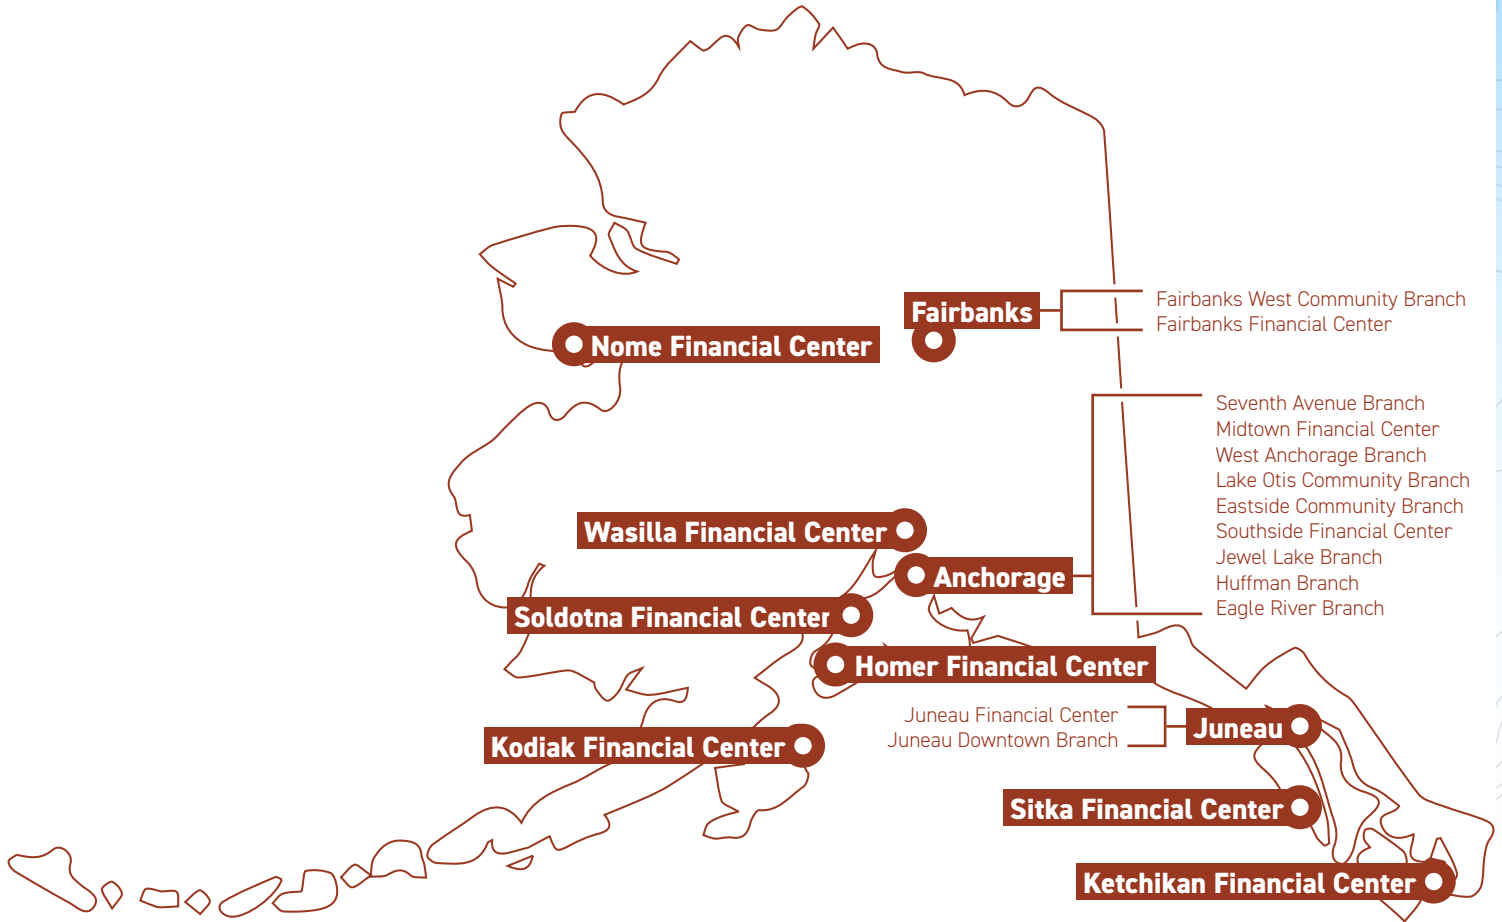 Fairbanks
Fairbanks West Community Branch
Fairbanks Financial Center
Nome Financial Center
Seventh Avenue Branch
Midtown Financial Center
West Anchorage Branch
Lake Otis Community Branch
Eastside Community Branch
Southside Financial Center
Jewel Lake Branch
Huffman Branch
Eagle River Branch
Wasilla Financial Center
Anchorage
Soldotna Financial Center
Homer Financial Center
Juneau Financial Center
Juneau Downtown Branch
Juneau
Kodiak Financial Center
Sitka Financial Center
Ketchikan Financial Center